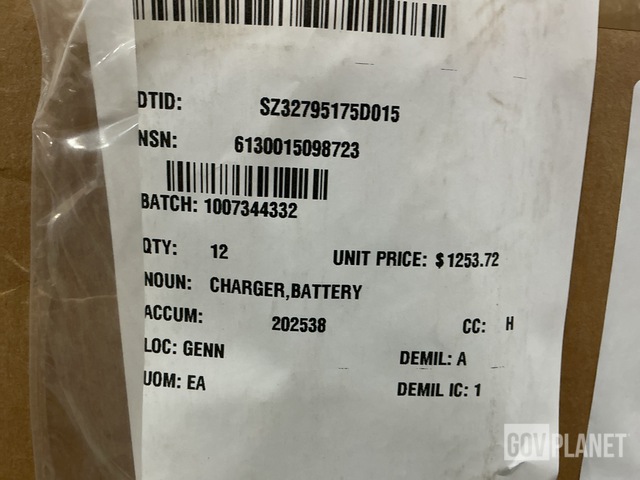 DTID: SZ32795175D015
NSN: 6130015098723
BATCH: 1007344332
QTY: 12 UNIT PRICE: $ 1253.72
NOUN: CHARGER,BATTERY
ACCUM: 202538 CC: H
LOC: GENN DEMIL: A
UOM: EA DEMIL IC: 1
GOVPLANET